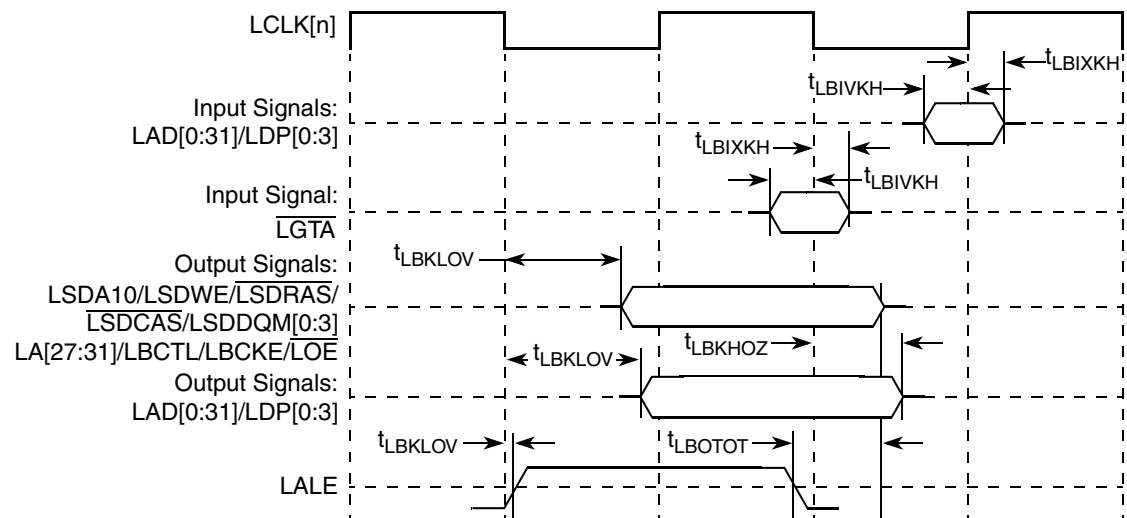 LCLK[n]
tLBIXKH
tLBIVKH
Input Signals:
LAD[0:31]/LDP[0:3]
tLBIXKH
tLBIVKH
Input Signal:
LGTA
tLBKLOV
Output Signals:
LSDA10/LSDWE/LSDRAS/
LSDCAS/LSDDQM[0:3]
LA[27:31]/LBCTL/LBCKE/LOE
tLBKHOZ
tLBKLOV
Output Signals:
LAD[0:31]/LDP[0:3]
tLBKLOV
tLBOTOT
LALE